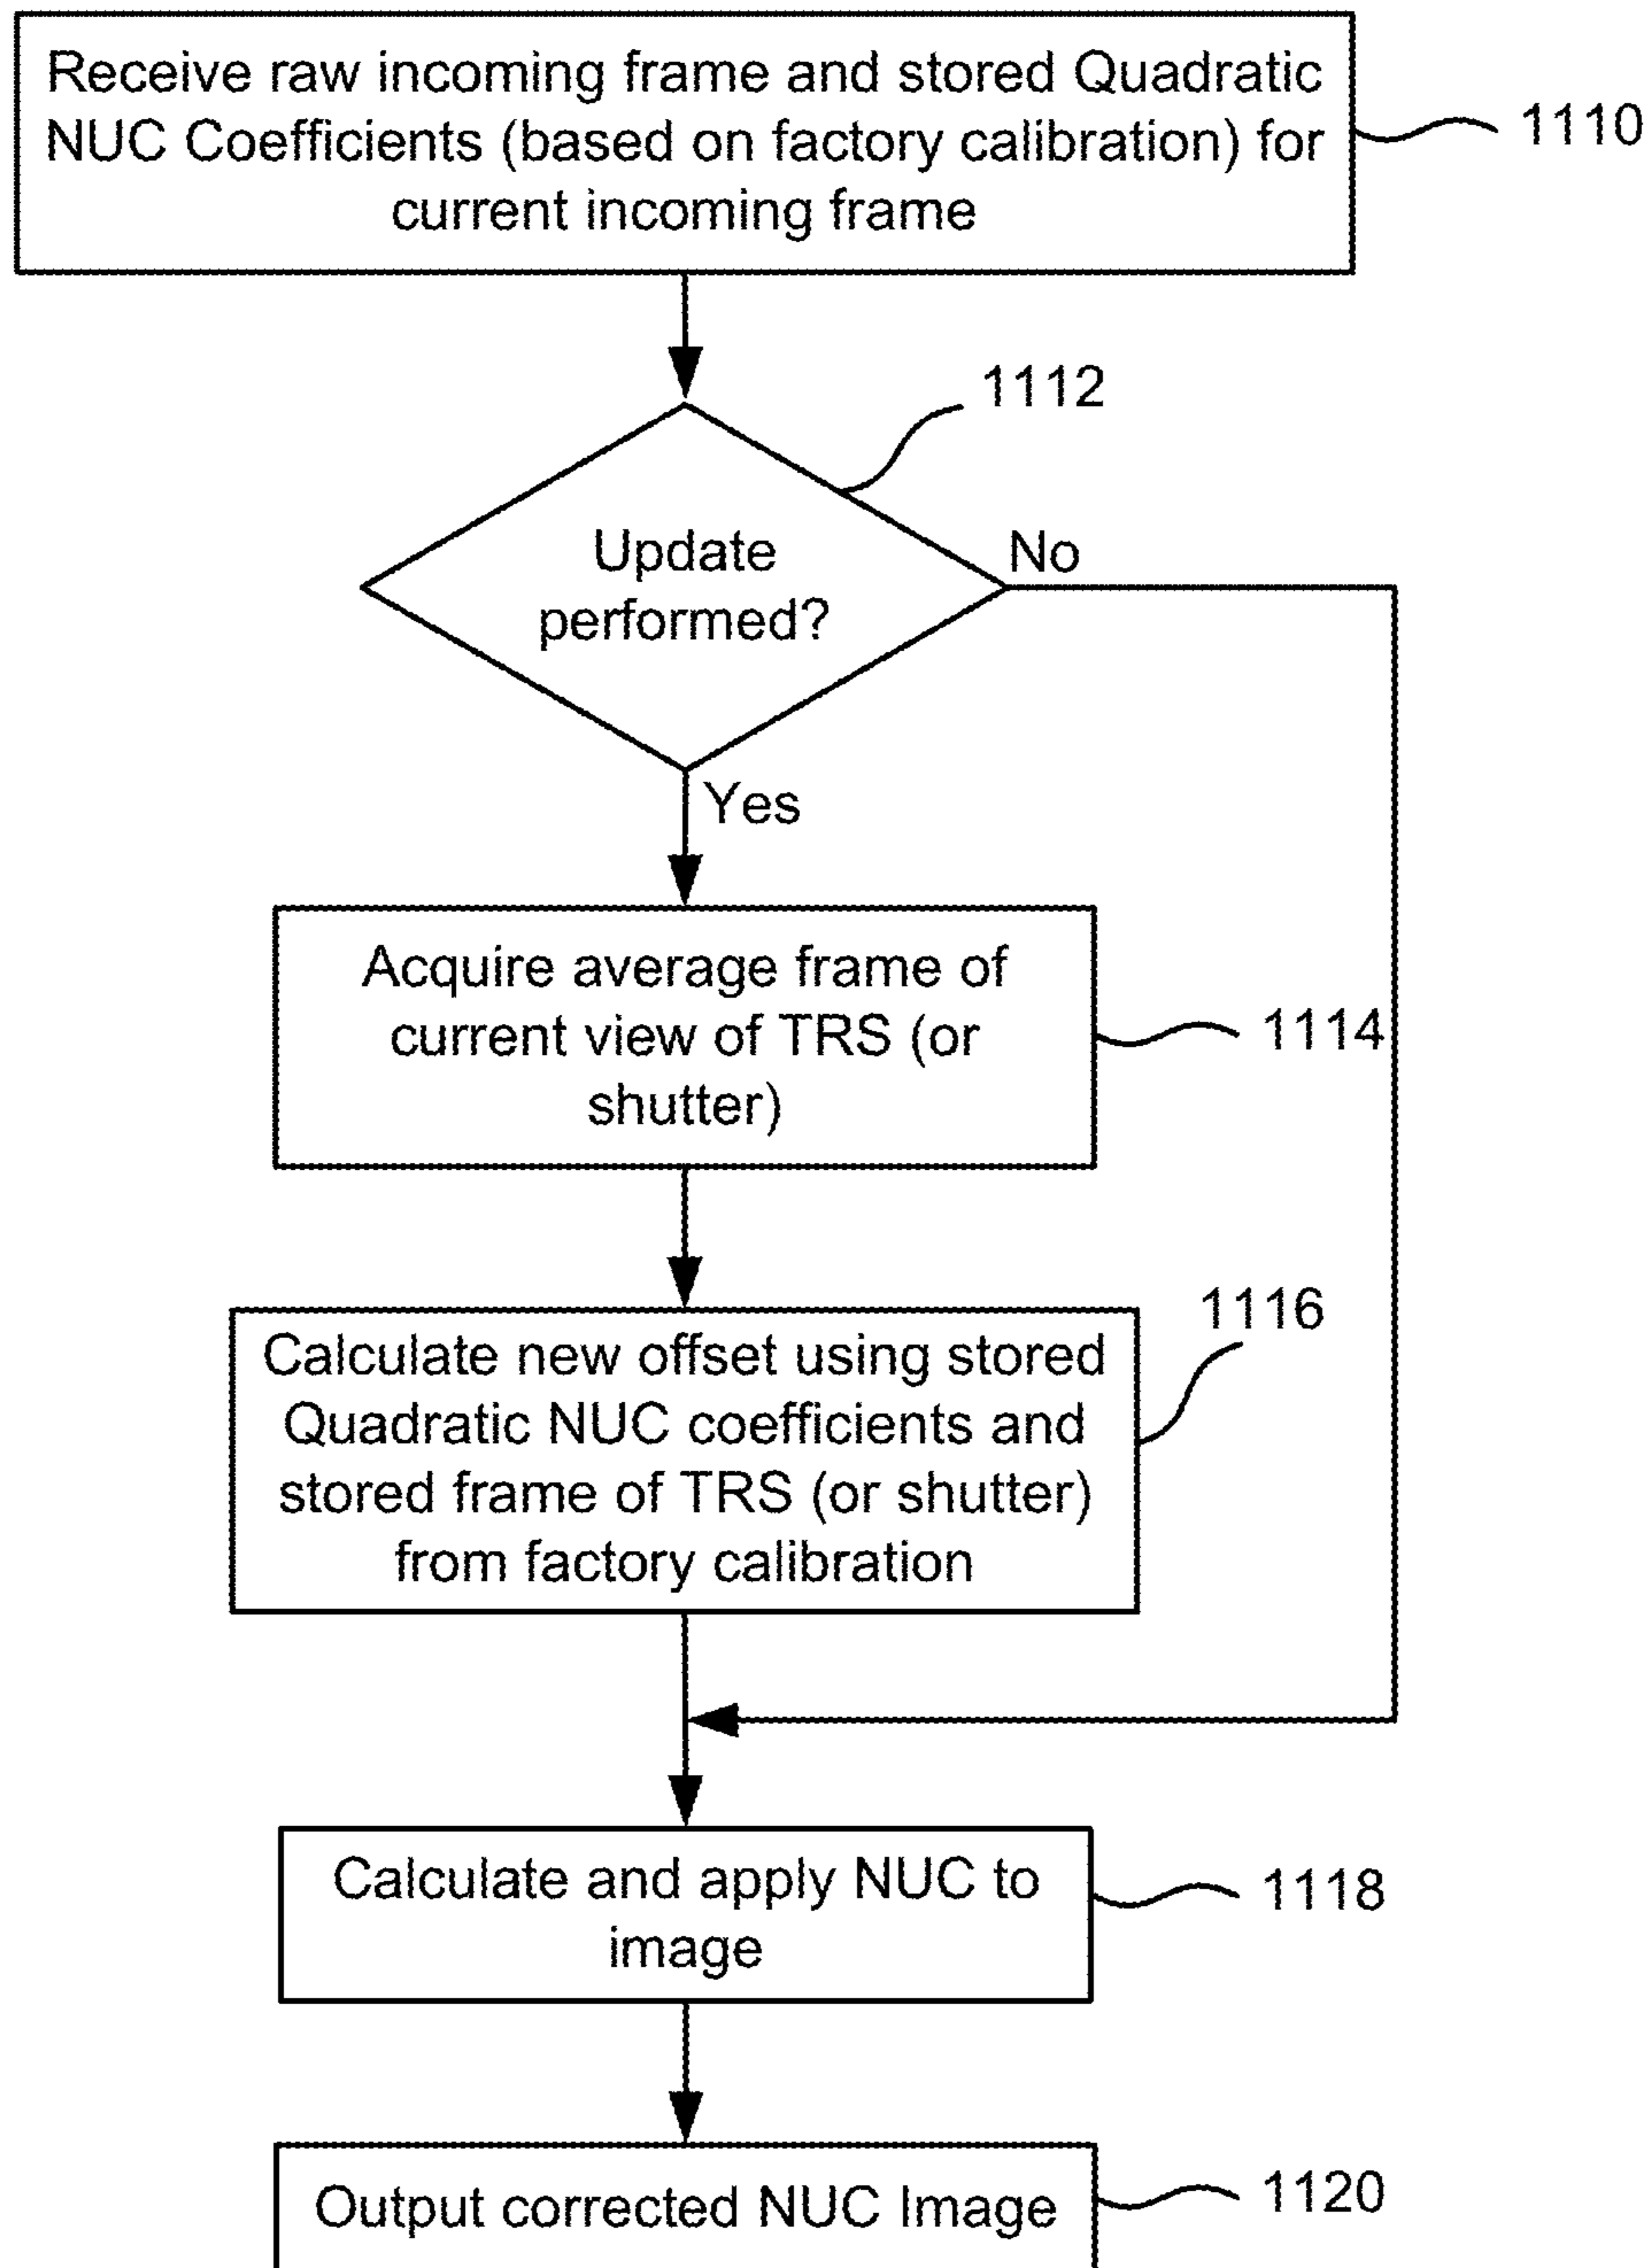 Receive raw incoming frame and stored Quadratic
NUC Coefficients (based on factory calibration) for
current incoming frame
1110
1112
Update
performed?
No
Yes
Acquire average frame of
current view of TRS (or
shutter)
1114
1116
Calculate new offset using stored
Quadratic NUC coefficients and
stored frame of TRS (or shutter)
from factory calibration
Calculate and apply NUC to
image
1118
Output corrected NUC Image
1120